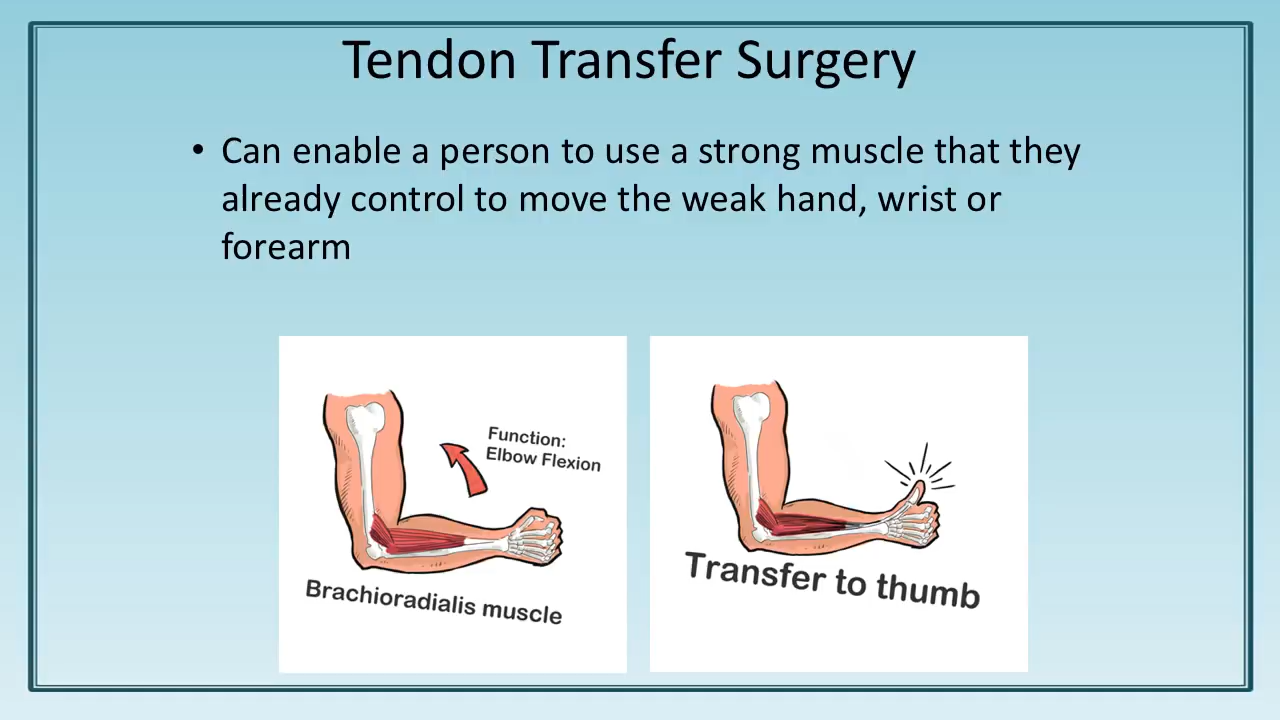 Tendon Transfer Surgery
• Can enable a person to use a strong muscle that they
already control to move the weak hand, wrist or
forearm
Function:
Elbow Flexion
Brachioradialis muscle
Transfer to thumb